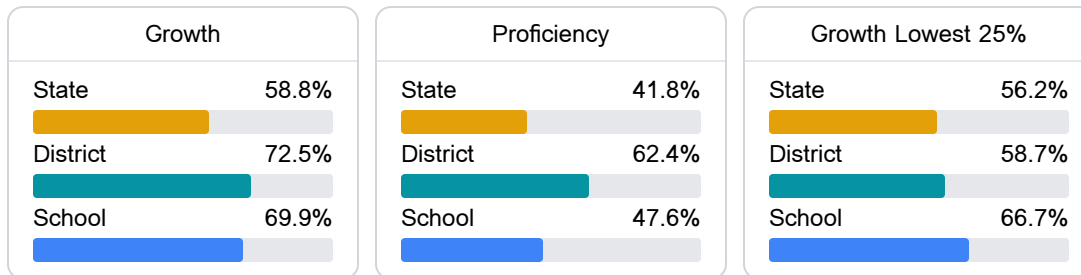 Growth
State 58.8%
District 72.5%
School 69.9%
Proficiency
State 41.8%
District 62.4%
School 47.6%
Growth Lowest 25%
State 56.2%
District 58.7%
School 66.7%